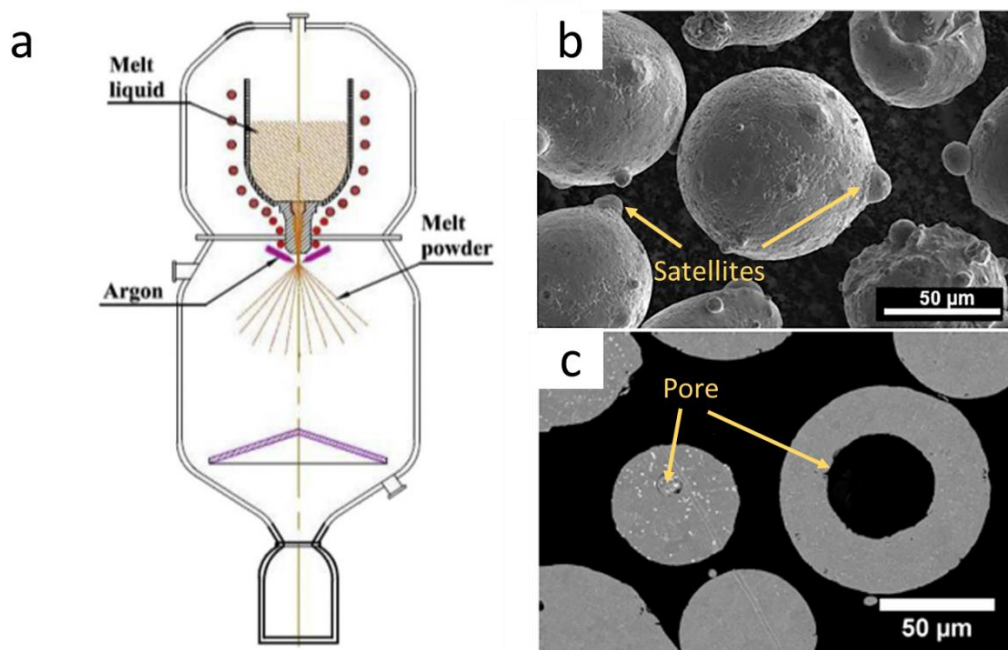 a
Melt
liquid
Melt
powder
Argon
b
Satellites
50 µm
c
Pore
50 µm